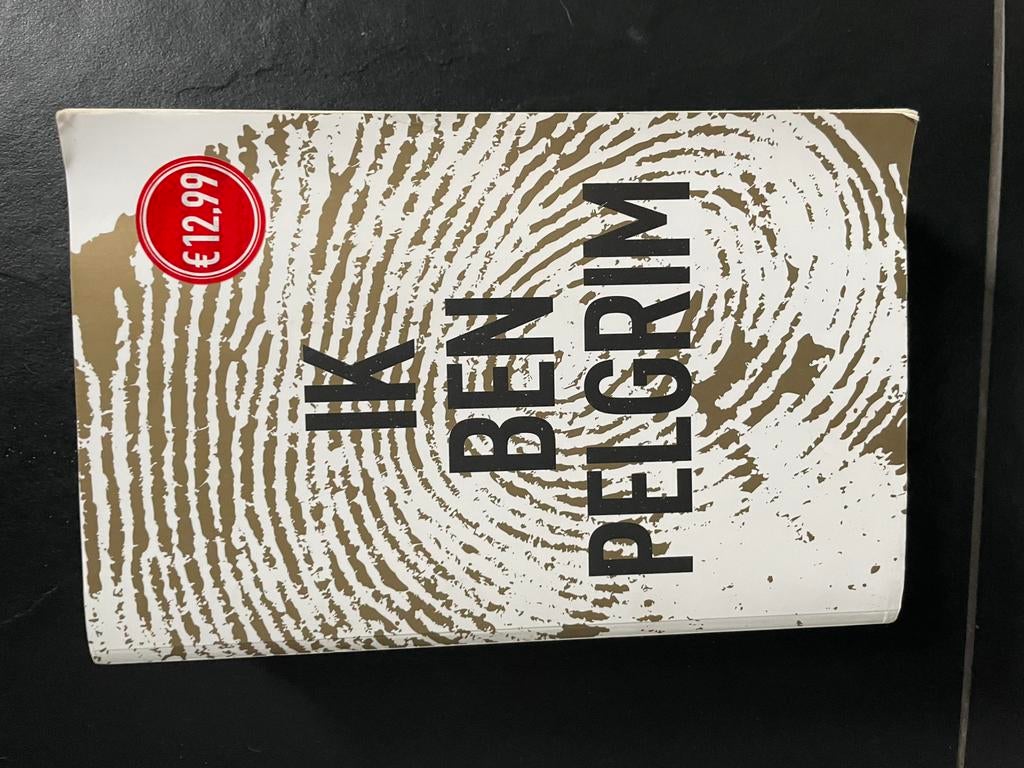 €12,99
IK
BEN
PELGRIM